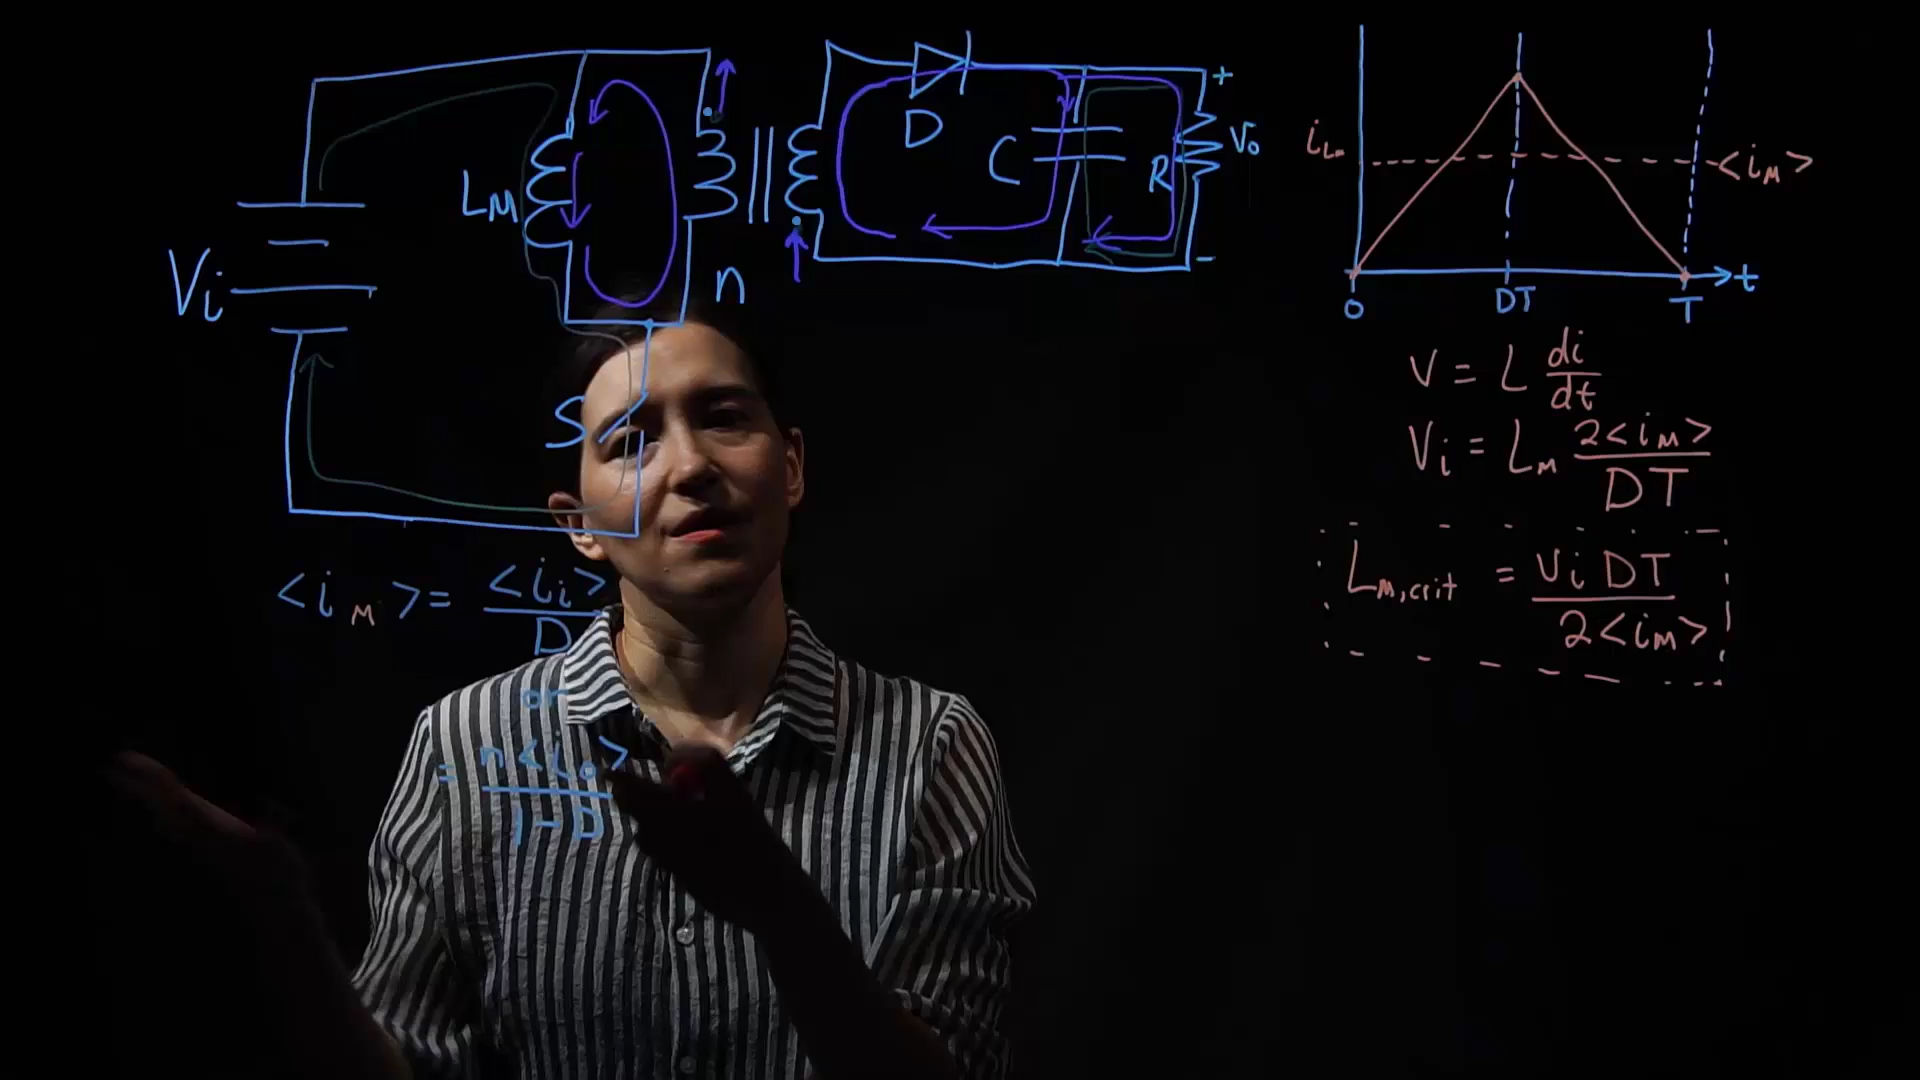 Vi
LM
n
S
D
C
R
+
Vo
-
<iM> = <ii> / D
or
= n<io> / 1-D
iLm
<iM>
0
DT
T
t
V = L di/dt
Vi = LM 2<iM> / DT
LM,crit = Vi DT / 2<iM>